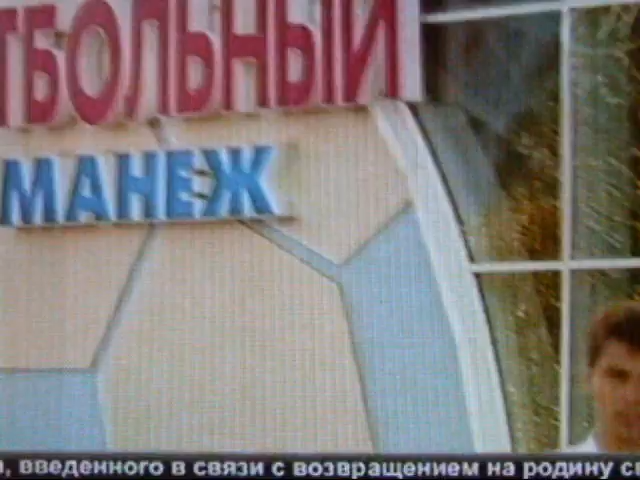 ТБОЛЬНЫЙ
МАНЕЖ
, введенного в связи с возвращением на родину